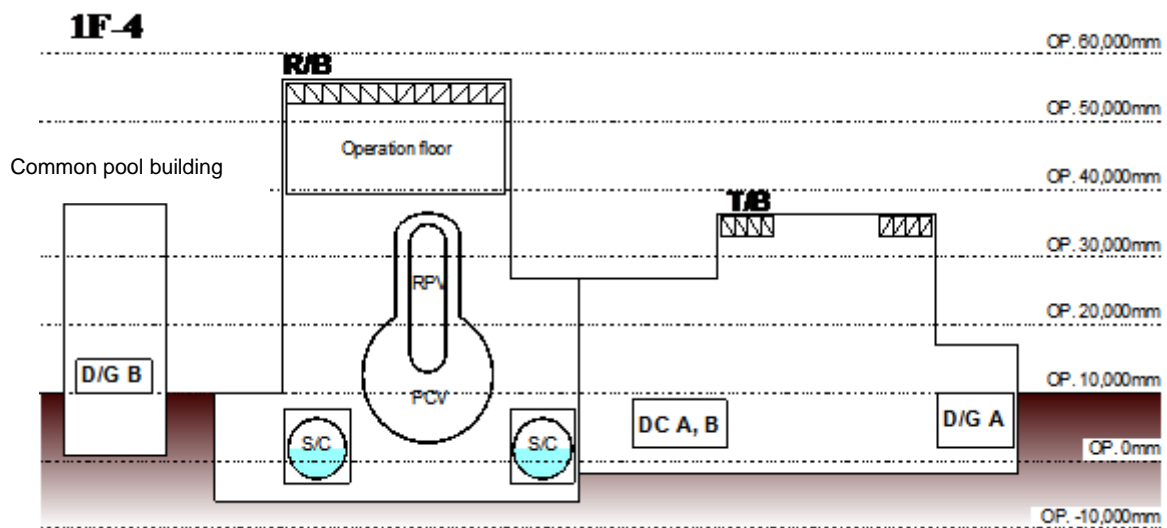 1F-4
OP. 60,000mm
R/B
OP. 50,000mm
Operation floor
Common pool building
OP. 40,000mm
T/B
OP. 30,000mm
RPV
OP. 20,000mm
D/G B
OP. 10,000mm
PCV
DC A, B
D/G A
S/C
S/C
OP. 0mm
OP. -10,000mm